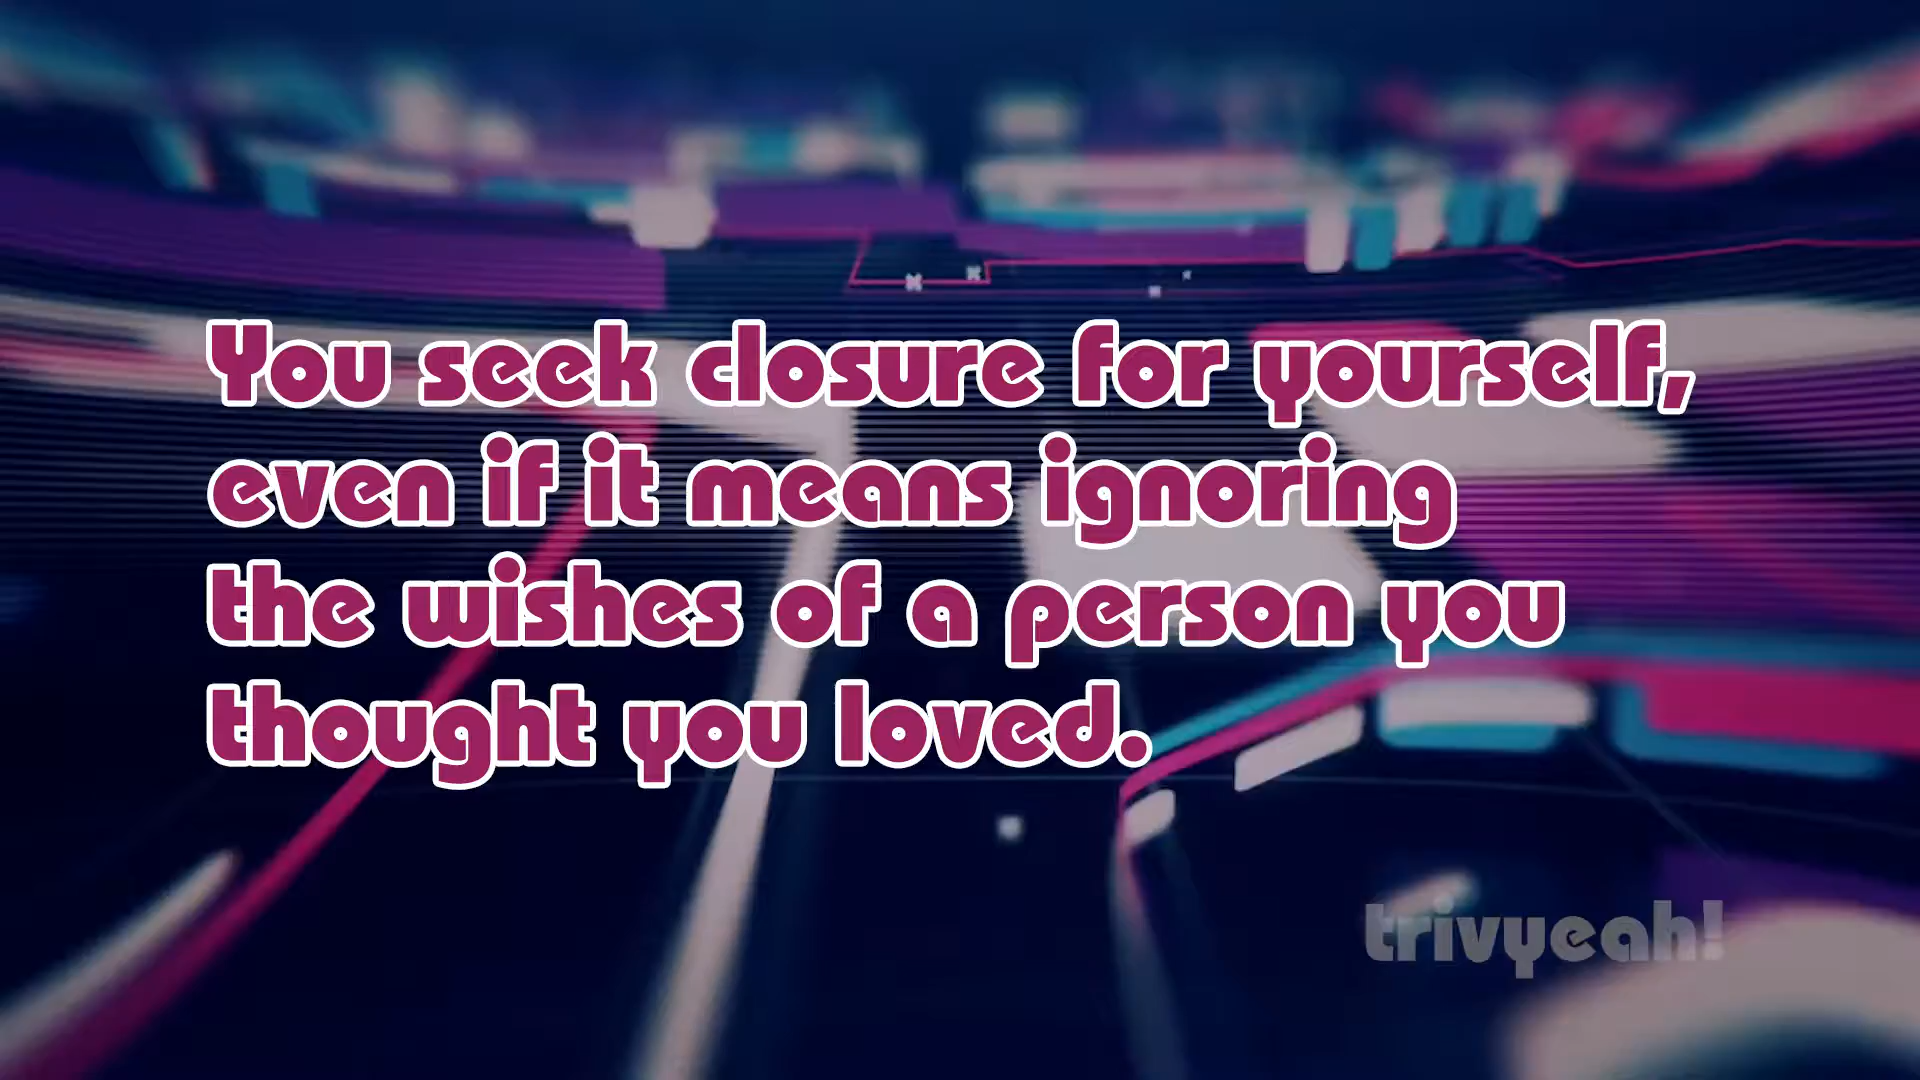 You seek closure for yourself,
even if it means ignoring
the wishes of a person you
thought you loved.
trivyeah!